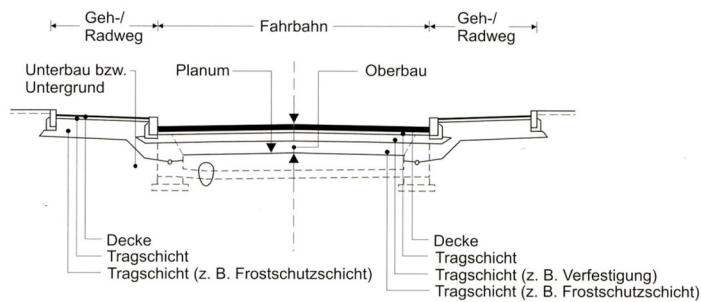 Geh-/
Radweg
Fahrbahn
Geh-/
Radweg
Unterbau bzw.
Untergrund
Planum
Oberbau
Decke
Tragschicht
Tragschicht (z. B. Frostschutzschicht)
Decke
Tragschicht
Tragschicht (z. B. Verfestigung)
Tragschicht (z. B. Frostschutzschicht)